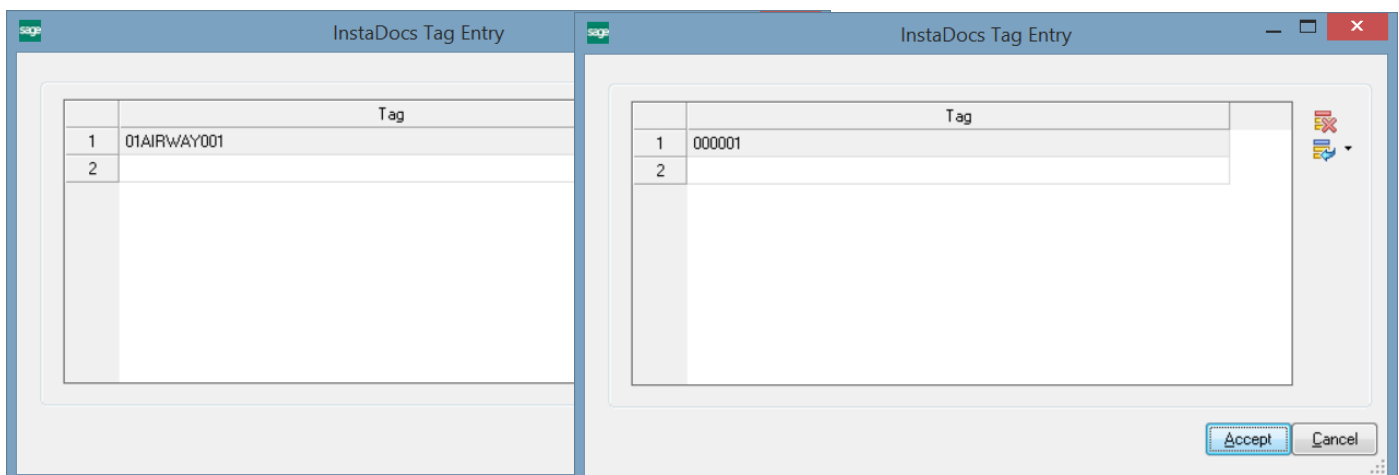 sage InstaDocs Tag Entry
Tag
1 01AIRWAY001
2
sage InstaDocs Tag Entry
Tag
1 000001
2
Accept Cancel